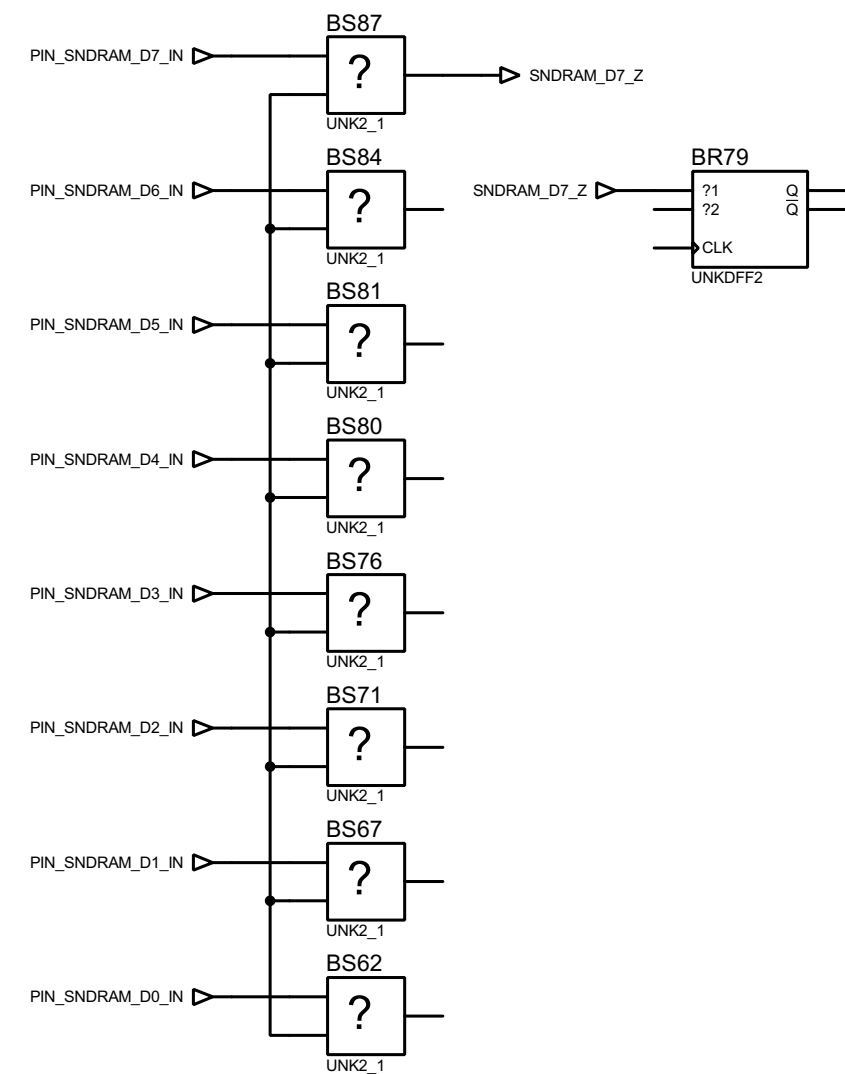 BS87
PIN_SNDRAM_D7_IN
?
SNDRAM_D7_Z
UNK2_1
BS84
PIN_SNDRAM_D6_IN
?
UNK2_1
BR79
SNDRAM_D7_Z
?1
Q
?2
Q
CLK
UNKDFF2
BS81
PIN_SNDRAM_D5_IN
?
UNK2_1
BS80
PIN_SNDRAM_D4_IN
?
UNK2_1
BS76
PIN_SNDRAM_D3_IN
?
UNK2_1
BS71
PIN_SNDRAM_D2_IN
?
UNK2_1
BS67
PIN_SNDRAM_D1_IN
?
UNK2_1
BS62
PIN_SNDRAM_D0_IN
?
UNK2_1